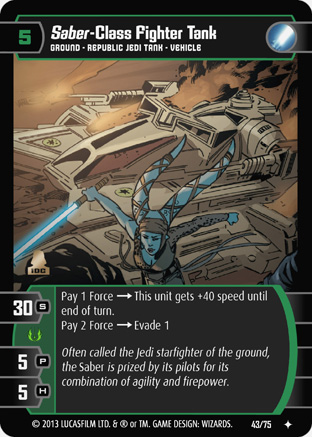 5 Saber-Class Fighter Tank
GROUND - REPUBLIC JEDI TANK - VEHICLE
IDC
30 S
Pay 1 Force → This unit gets +40 speed until
end of turn.
Pay 2 Force → Evade 1
5 P
5 H
Often called the Jedi starfighter of the ground,
the Saber is prized by its pilots for its
combination of agility and firepower.
© 2013 LUCASFILM LTD. & ® or TM. GAME DESIGN: WIZARDS. 43/75